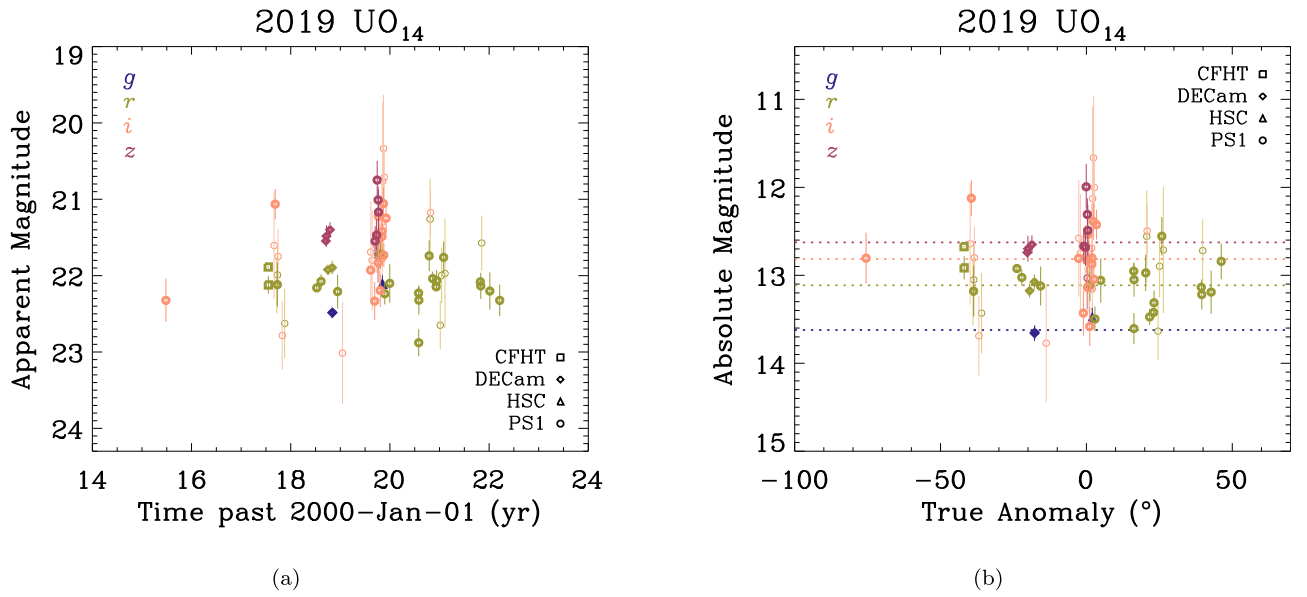 2019 UO14
19
20
21
22
23
24
Apparent Magnitude
g
r
i
z
CFHT
DECam
HSC
PS1
14 16 18 20 22 24
Time past 2000-Jan-01 (yr)
(a)
2019 UO14
11
12
13
14
15
Absolute Magnitude
g
r
i
z
CFHT
DECam
HSC
PS1
−100 −50 0 50
True Anomaly (°)
(b)